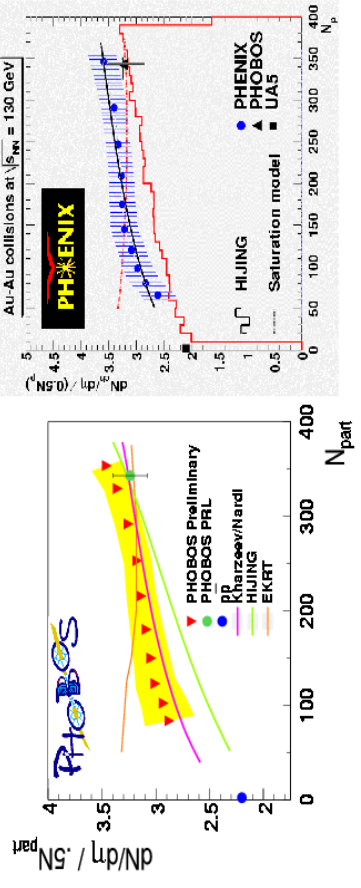 Au-Au collisions at √s_NN = 130 GeV
PHENIX
dN_ch/dη / (0.5N_p)
5
4.5
4
3.5
3
2.5
2
1.5
1
0.5
0
0
50
100
150
200
250
300
350
400
N_p
HIJING
Saturation model
PHENIX
PHOBOS
UA5
PHOBOS
dN/dη / .5N_part
4
3.5
3
2.5
2
0
100
200
300
400
N_part
PHOBOS Preliminary
PHOBOS PRL
p̄p
Kharzeev/Nardi
HIJING
EKRT